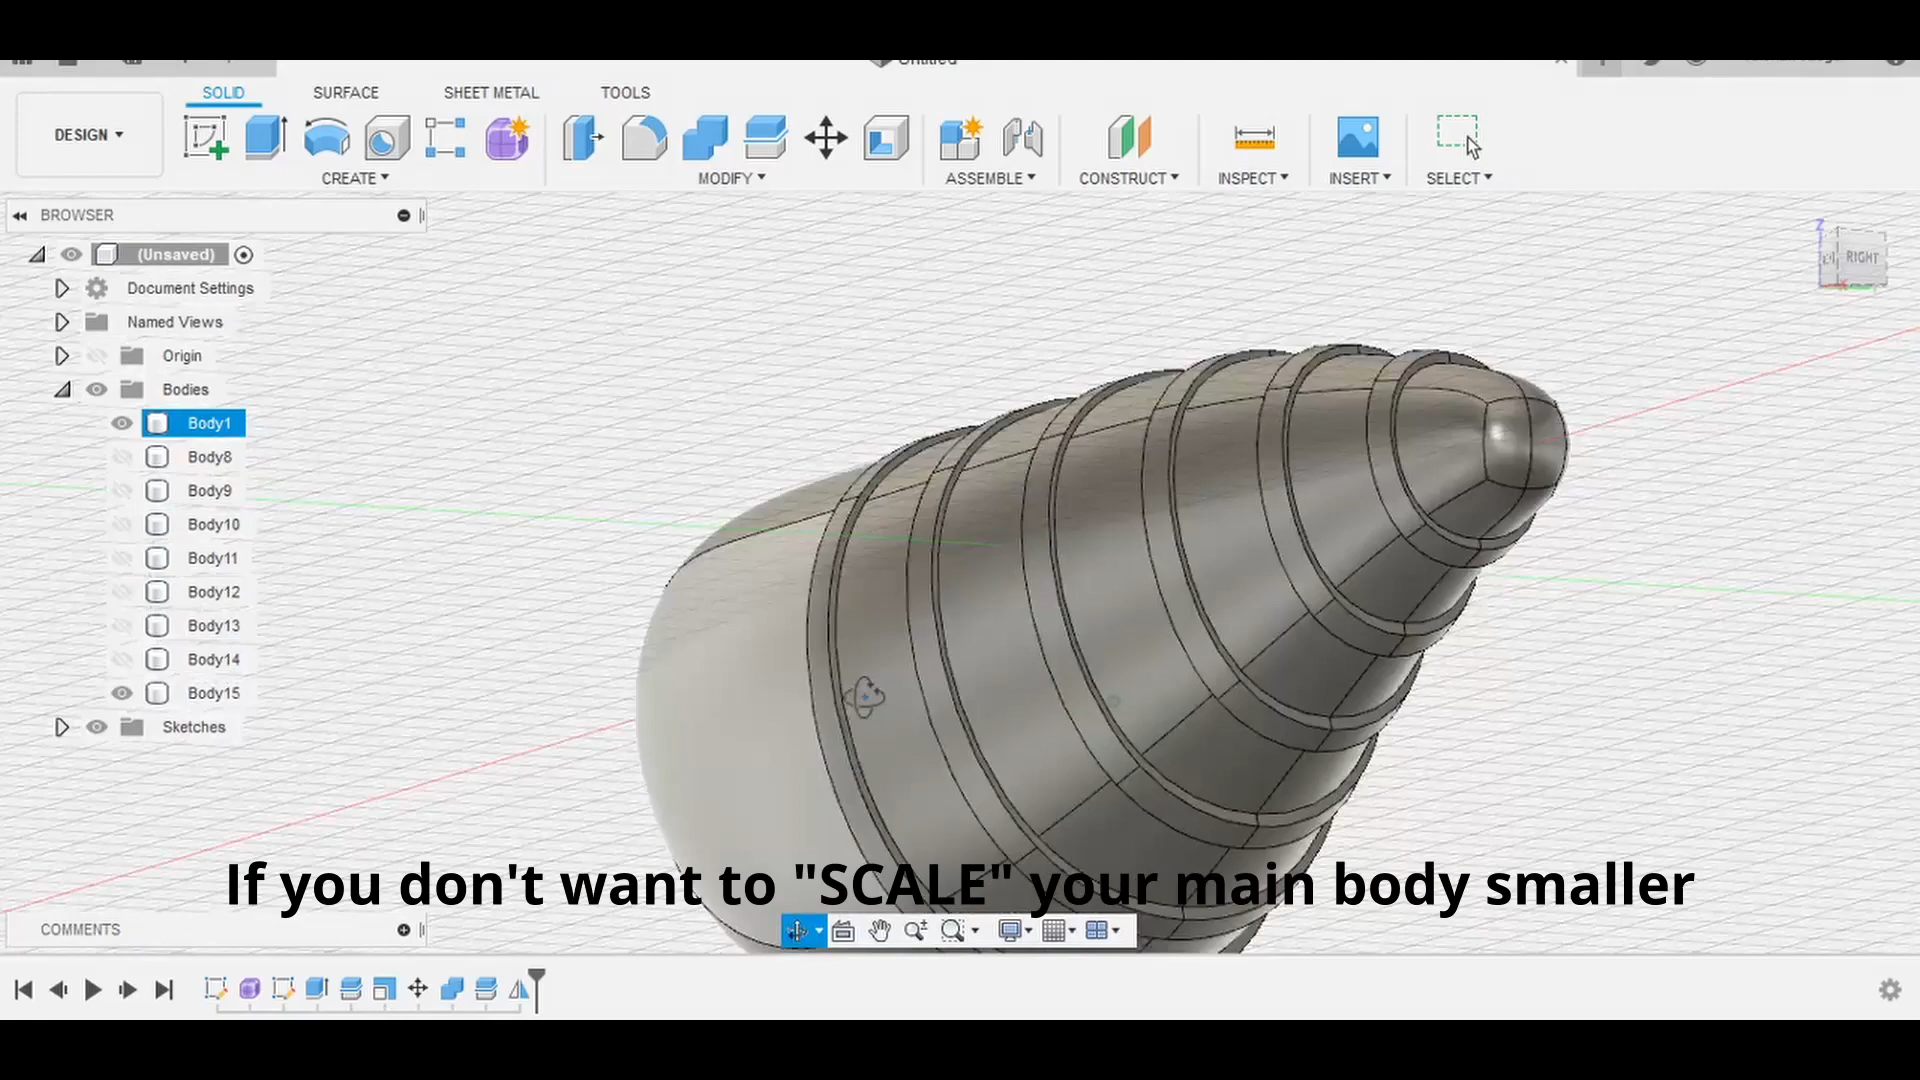 Untitled
SOLID
SURFACE
SHEET METAL
TOOLS
DESIGN
CREATE
MODIFY
ASSEMBLE
CONSTRUCT
INSPECT
INSERT
SELECT
BROWSER
(Unsaved)
Document Settings
Named Views
Origin
Bodies
Body1
Body8
Body9
Body10
Body11
Body12
Body13
Body14
Body15
Sketches
Z
RIGHT
If you don't want to "SCALE" your main body smaller
COMMENTS